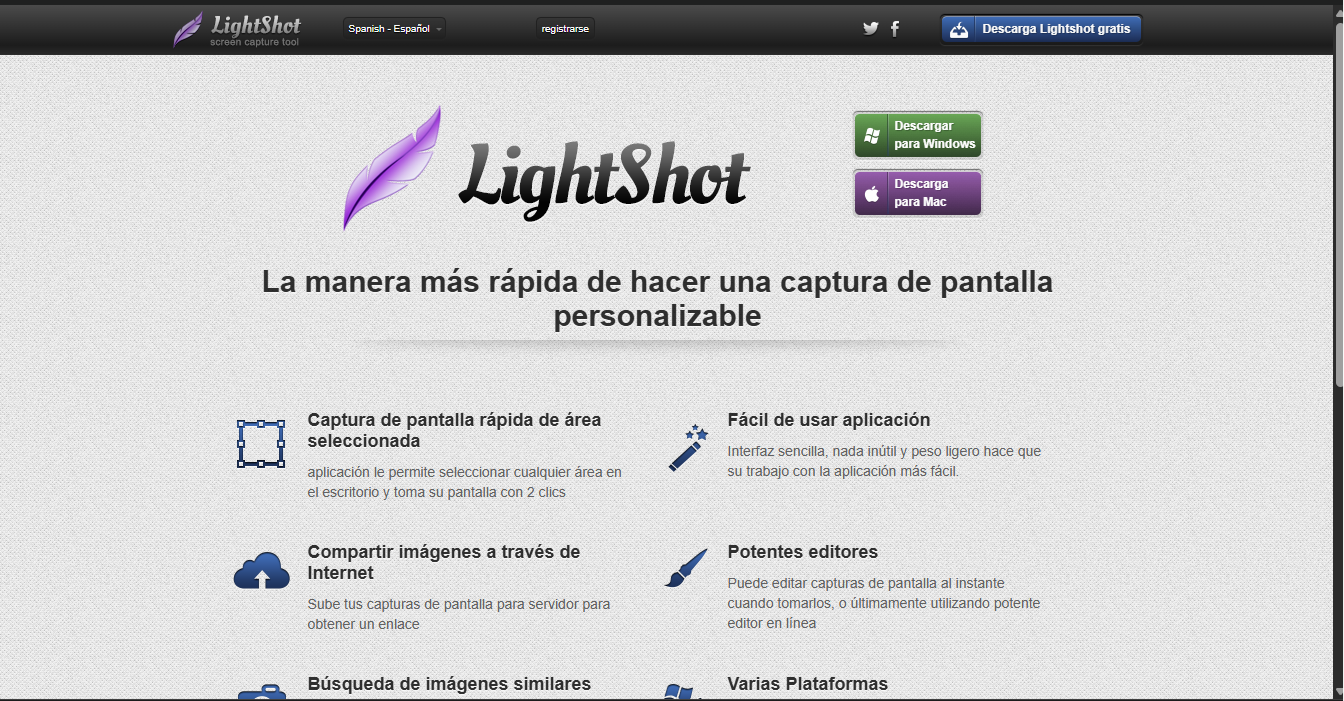 LightShot
screen capture tool
Spanish - Español
registrarse
Descarga Lightshot gratis
LightShot
Descargar
para Windows
Descarga
para Mac
La manera más rápida de hacer una captura de pantalla
personalizable
Captura de pantalla rápida de área
seleccionada
aplicación le permite seleccionar cualquier área en
el escritorio y toma su pantalla con 2 clics
Fácil de usar aplicación
Interfaz sencilla, nada inútil y peso ligero hace que
su trabajo con la aplicación más fácil.
Compartir imágenes a través de
Internet
Sube tus capturas de pantalla para servidor para
obtener un enlace
Potentes editores
Puede editar capturas de pantalla al instante
cuando tomarlos, o últimamente utilizando potente
editor en línea
Búsqueda de imágenes similares
Varias Plataformas